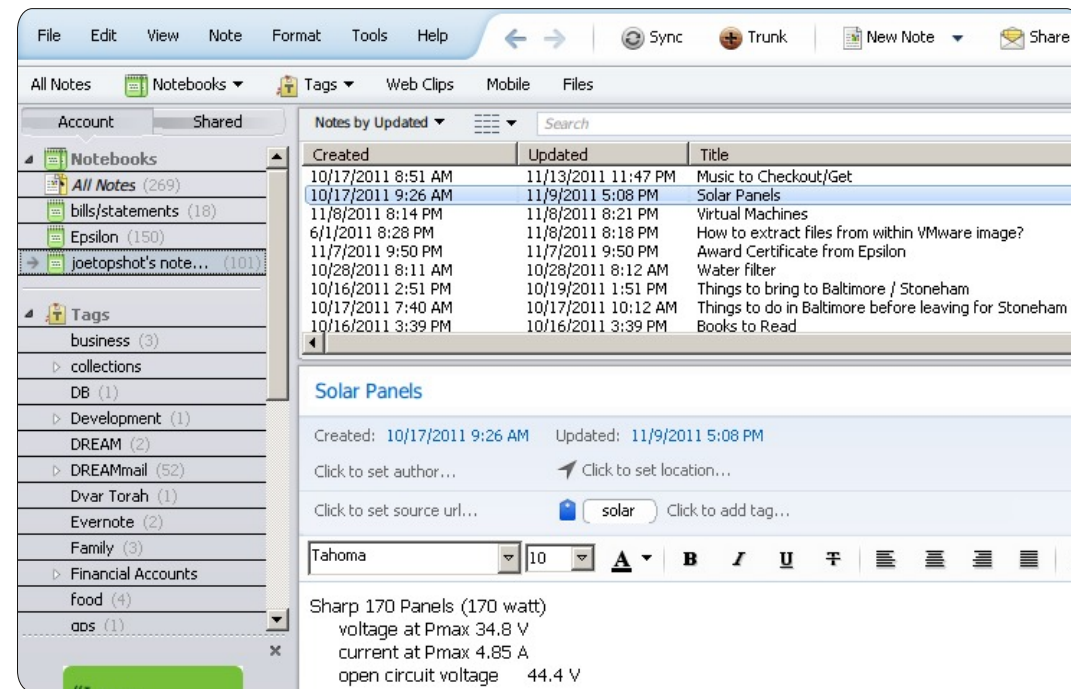 File Edit View Note Format Tools Help Sync Trunk New Note Share
All Notes Notebooks Tags Web Clips Mobile Files
Account Shared
Notebooks
All Notes (269)
bills/statements (18)
Epsilon (150)
joetopshot's note... (101)
Tags
business (3)
collections
DB (1)
Development (1)
DREAM (2)
DREAMmail (52)
Dvar Torah (1)
Evernote (2)
Family (3)
Financial Accounts
food (4)
gps (1)
Notes by Updated Search
Created Updated Title
10/17/2011 8:51 AM 11/13/2011 11:47 PM Music to Checkout/Get
10/17/2011 9:26 AM 11/9/2011 5:08 PM Solar Panels
11/8/2011 8:14 PM 11/8/2011 8:21 PM Virtual Machines
6/1/2011 8:28 PM 11/8/2011 8:18 PM How to extract files from within VMware image?
11/7/2011 9:50 PM 11/7/2011 9:50 PM Award Certificate from Epsilon
10/28/2011 8:11 AM 10/28/2011 8:12 AM Water filter
10/16/2011 2:51 PM 10/19/2011 1:51 PM Things to bring to Baltimore / Stoneham
10/17/2011 7:40 AM 10/17/2011 10:12 AM Things to do in Baltimore before leaving for Stoneham
10/16/2011 3:39 PM 10/16/2011 3:39 PM Books to Read
Solar Panels
Created: 10/17/2011 9:26 AM Updated: 11/9/2011 5:08 PM
Click to set author... Click to set location...
Click to set source url... solar Click to add tag...
Tahoma 10 A B I U T
Sharp 170 Panels (170 watt)
voltage at Pmax 34.8 V
current at Pmax 4.85 A
open circuit voltage 44.4 V